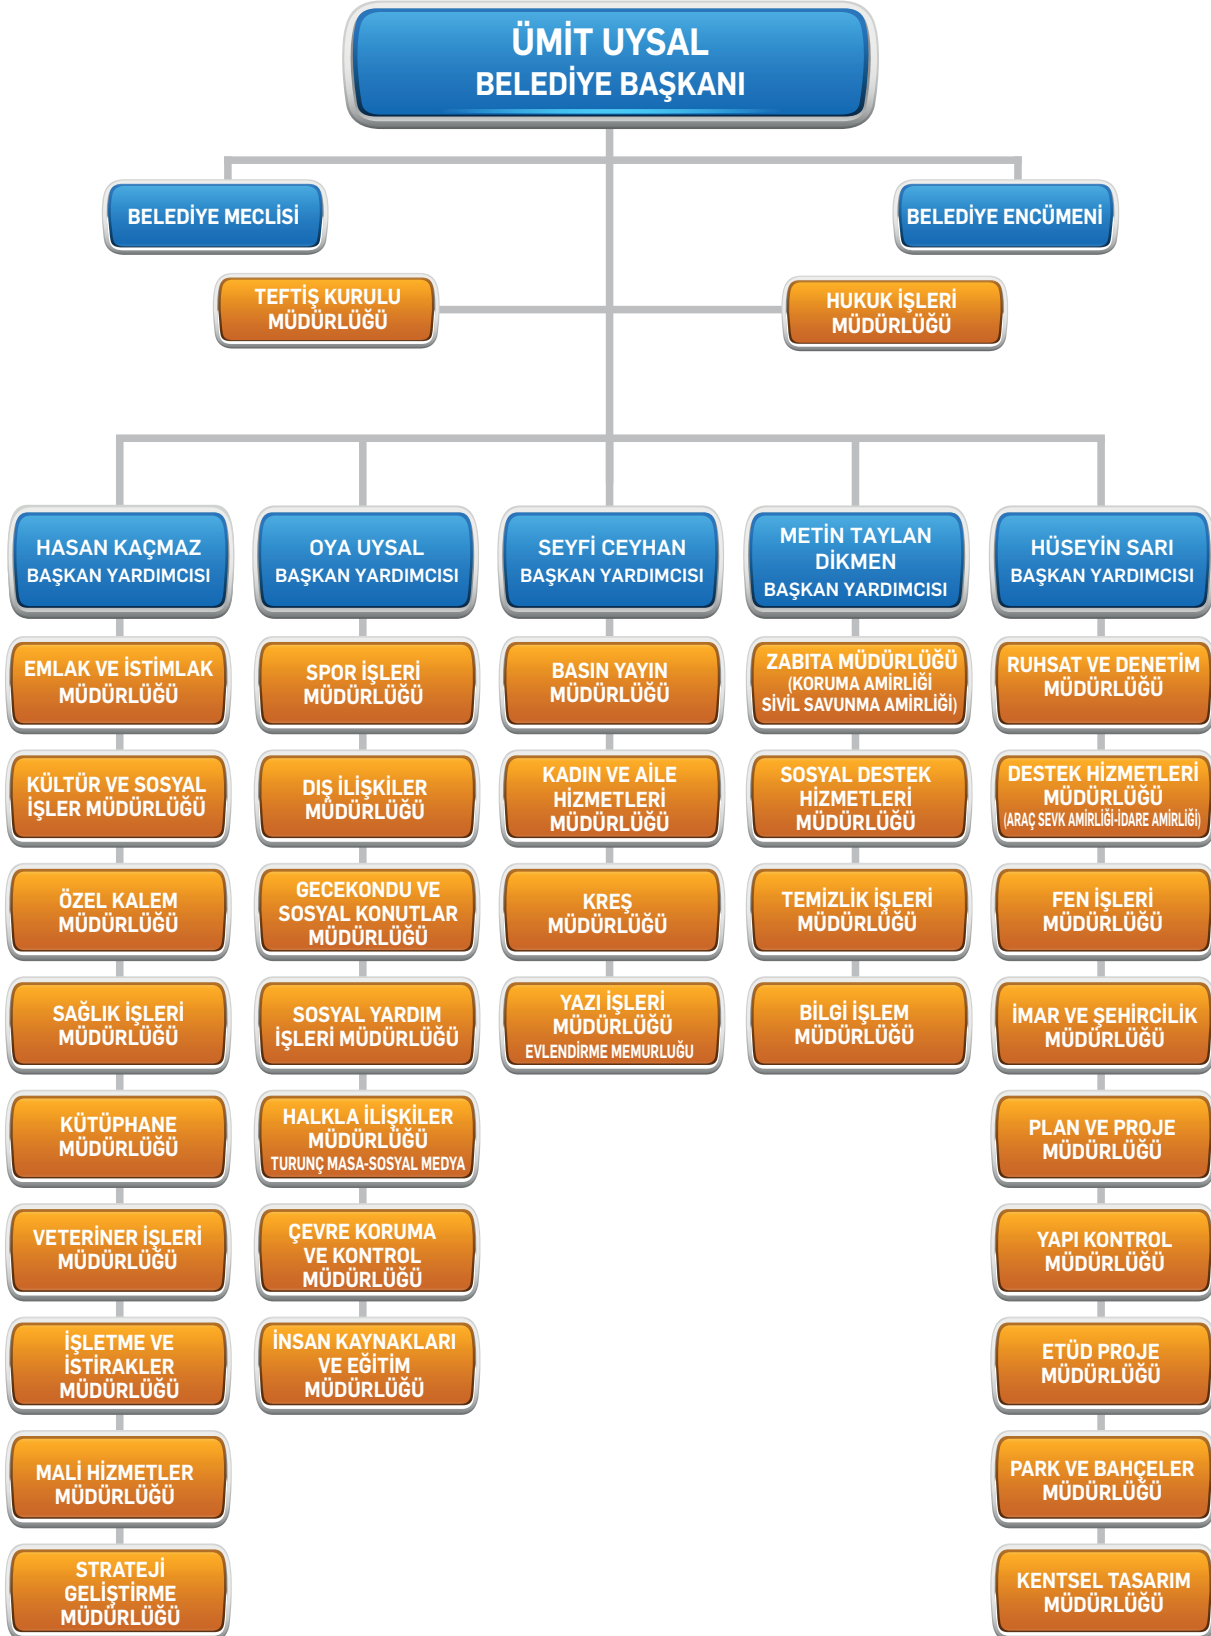 ÜMİT UYSAL
BELEDİYE BAŞKANI
BELEDİYE MECLİSİ
BELEDİYE ENCÜMENİ
TEFTİŞ KURULU
MÜDÜRLÜĞÜ
HUKUK İŞLERİ
MÜDÜRLÜĞÜ
HASAN KAÇMAZ
BAŞKAN YARDIMCISI
EMLAK VE İSTİMLAK
MÜDÜRLÜĞÜ
KÜLTÜR VE SOSYAL
İŞLER MÜDÜRLÜĞÜ
ÖZEL KALEM
MÜDÜRLÜĞÜ
SAĞLIK İŞLERİ
MÜDÜRLÜĞÜ
KÜTÜPHANE
MÜDÜRLÜĞÜ
VETERİNER İŞLERİ
MÜDÜRLÜĞÜ
İŞLETME VE
İSTİRAKLER
MÜDÜRLÜĞÜ
MALİ HİZMETLER
MÜDÜRLÜĞÜ
STRATEJİ
GELİŞTİRME
MÜDÜRLÜĞÜ
OYA UYSAL
BAŞKAN YARDIMCISI
SPOR İŞLERİ
MÜDÜRLÜĞÜ
DIŞ İLİŞKİLER
MÜDÜRLÜĞÜ
GECEKONDU VE
SOSYAL KONUTLAR
MÜDÜRLÜĞÜ
SOSYAL YARDIM
İŞLERİ MÜDÜRLÜĞÜ
HALKLA İLİŞKİLER
MÜDÜRLÜĞÜ
TURUNÇ MASA-SOSYAL MEDYA
ÇEVRE KORUMA
VE KONTROL
MÜDÜRLÜĞÜ
İNSAN KAYNAKLARI
VE EĞİTİM
MÜDÜRLÜĞÜ
SEYFİ CEYHAN
BAŞKAN YARDIMCISI
BASIN YAYIN
MÜDÜRLÜĞÜ
KADIN VE AİLE
HİZMETLERİ
MÜDÜRLÜĞÜ
KREŞ
MÜDÜRLÜĞÜ
YAZI İŞLERİ
MÜDÜRLÜĞÜ
EVLENDİRME MEMURLUĞU
METİN TAYLAN
DİKMEN
BAŞKAN YARDIMCISI
ZABITA MÜDÜRLÜĞÜ
(KORUMA AMİRLİĞİ
SİVİL SAVUNMA AMİRLİĞİ)
SOSYAL DESTEK
HİZMETLERİ
MÜDÜRLÜĞÜ
TEMİZLİK İŞLERİ
MÜDÜRLÜĞÜ
BİLGİ İŞLEM
MÜDÜRLÜĞÜ
HÜSEYİN SARI
BAŞKAN YARDIMCISI
RUHSAT VE DENETİM
MÜDÜRLÜĞÜ
DESTEK HİZMETLERİ
MÜDÜRLÜĞÜ
(ARAÇ SEVK AMİRLİĞİ-İDARE AMİRLİĞİ)
FEN İŞLERİ
MÜDÜRLÜĞÜ
İMAR VE ŞEHİRCİLİK
MÜDÜRLÜĞÜ
PLAN VE PROJE
MÜDÜRLÜĞÜ
YAPI KONTROL
MÜDÜRLÜĞÜ
ETÜD PROJE
MÜDÜRLÜĞÜ
PARK VE BAHÇELER
MÜDÜRLÜĞÜ
KENTSEL TASARIM
MÜDÜRLÜĞÜ